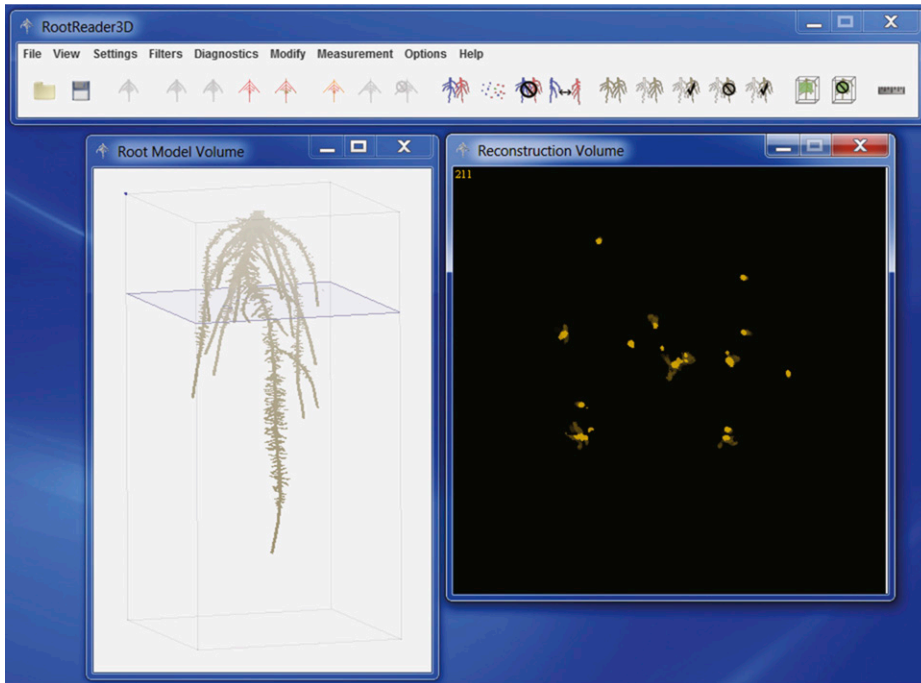 RootReader3D
File View Settings Filters Diagnostics Modify Measurement Options Help
Root Model Volume
Reconstruction Volume
211